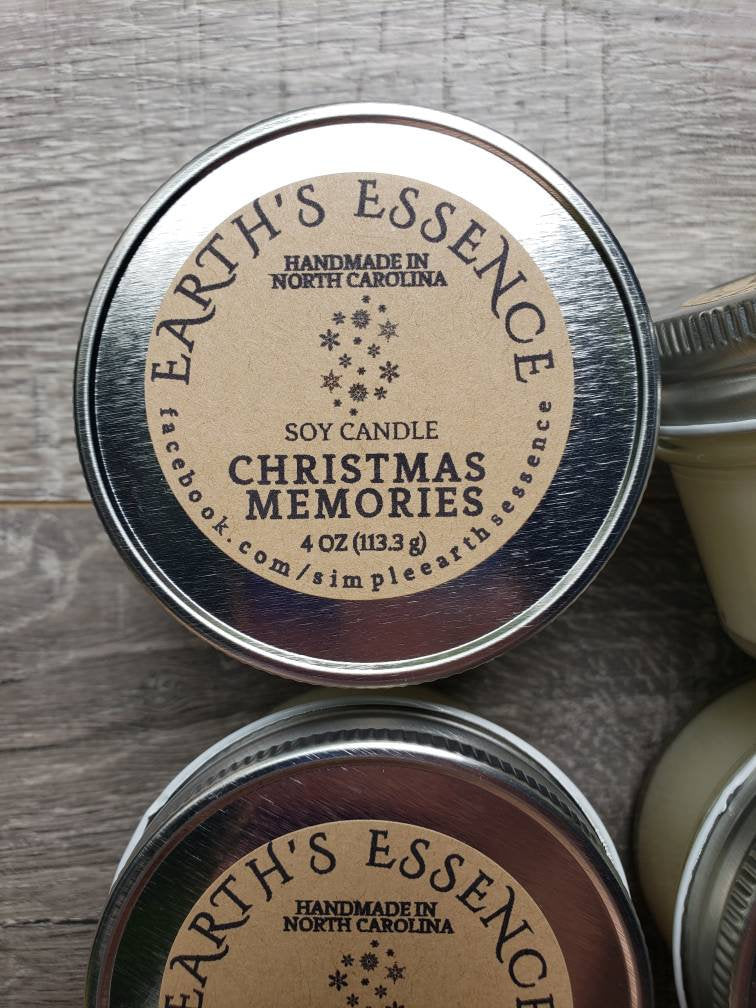 EARTH'S ESSENCE
HANDMADE IN
NORTH CAROLINA
SOY CANDLE
CHRISTMAS
MEMORIES
4 OZ (113.3 g)
facebook.com/simpleearthsessence
EARTH'S ESSENCE
HANDMADE IN
NORTH CAROLINA